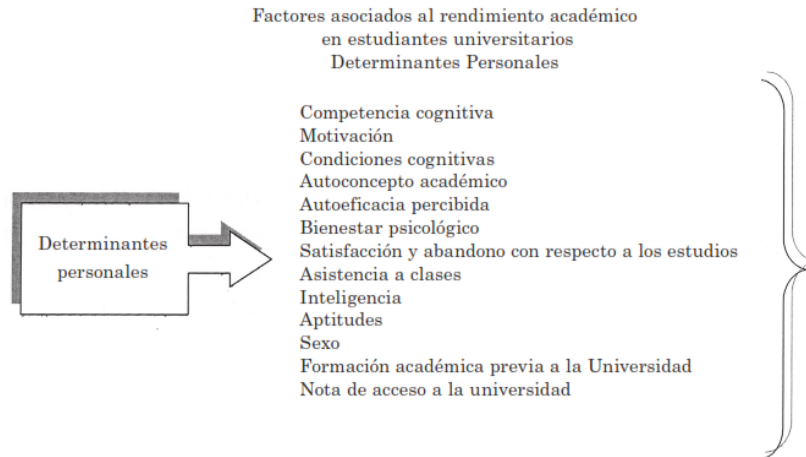 Factores asociados al rendimiento académico
en estudiantes universitarios
Determinantes Personales
Determinantes
personales
Competencia cognitiva
Motivación
Condiciones cognitivas
Autoconcepto académico
Autoeficacia percibida
Bienestar psicológico
Satisfacción y abandono con respecto a los estudios
Asistencia a clases
Inteligencia
Aptitudes
Sexo
Formación académica previa a la Universidad
Nota de acceso a la universidad